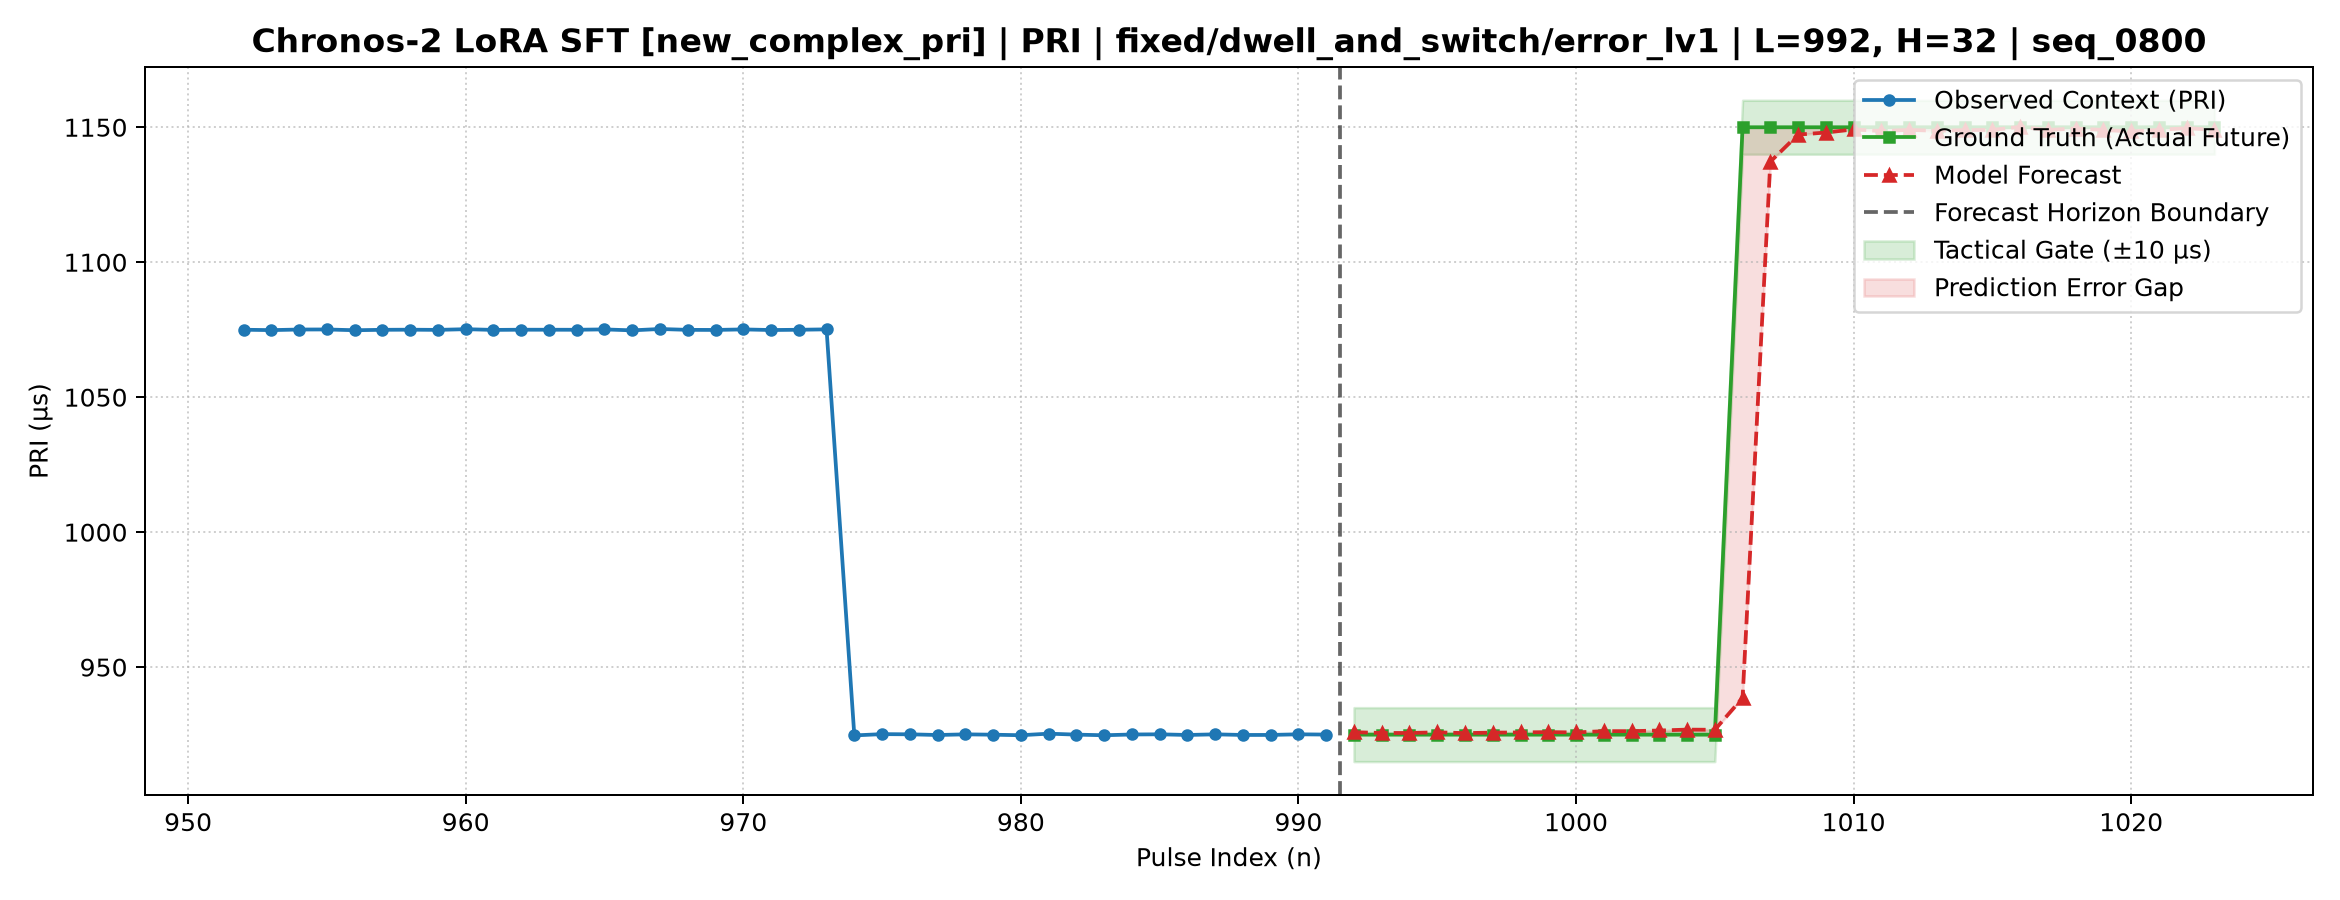 Chronos-2 LoRA SFT [new_complex_pri] | PRI | fixed/dwell_and_switch/error_lv1 | L=992, H=32 | seq_0800
Observed Context (PRI)
Ground Truth (Actual Future)
Model Forecast
Forecast Horizon Boundary
Tactical Gate (±10 µs)
Prediction Error Gap
PRI (µs)
1150
1100
1050
1000
950
950 960 970 980 990 1000 1010 1020
Pulse Index (n)